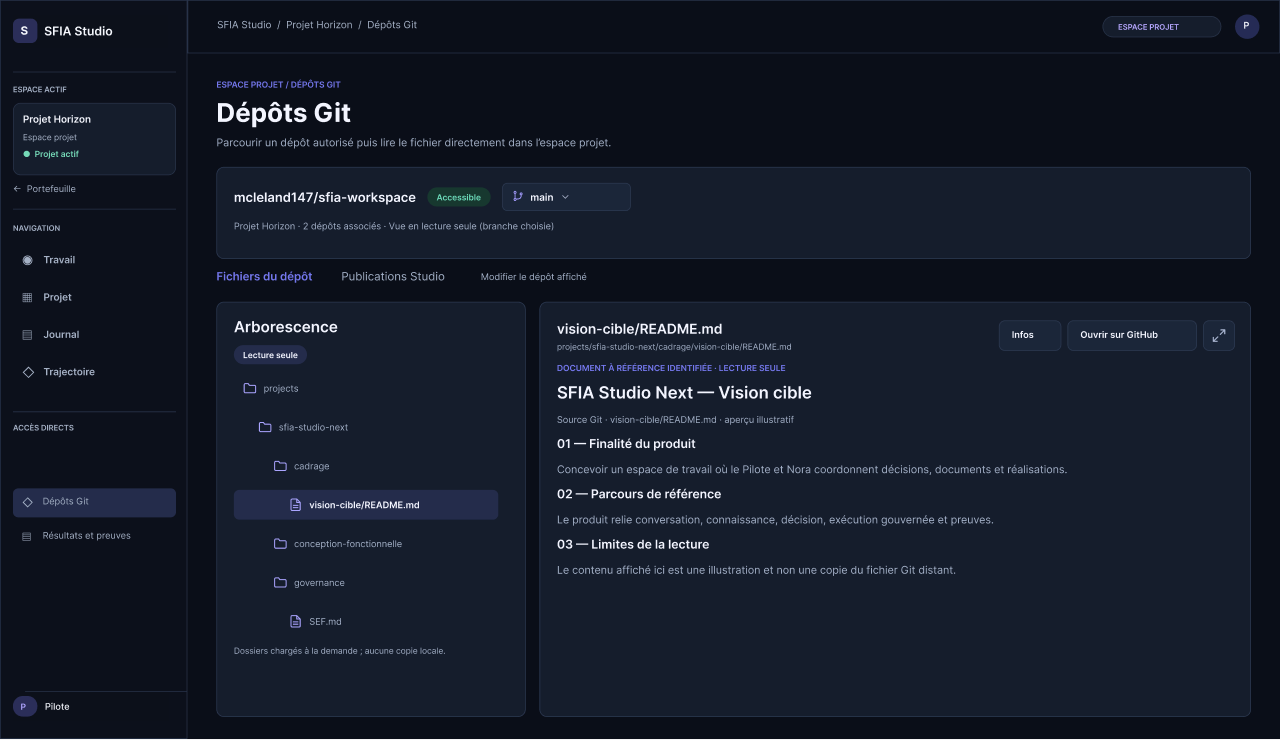 S SFIA Studio
SFIA Studio / Projet Horizon / Dépôts Git
ESPACE PROJET
P
ESPACE ACTIF
Projet Horizon
Espace projet
Projet actif
← Portefeuille
NAVIGATION
Travail
Projet
Journal
Trajectoire
ACCÈS DIRECTS
Dépôts Git
Résultats et preuves
P Pilote
ESPACE PROJET / DÉPÔTS GIT
Dépôts Git
Parcourir un dépôt autorisé puis lire le fichier directement dans l’espace projet.
mcleland147/sfia-workspace Accessible main
Projet Horizon · 2 dépôts associés · Vue en lecture seule (branche choisie)
Fichiers du dépôt Publications Studio Modifier le dépôt affiché
Arborescence
Lecture seule
projects
sfia-studio-next
cadrage
vision-cible/README.md
conception-fonctionnelle
governance
SEF.md
Dossiers chargés à la demande ; aucune copie locale.
vision-cible/README.md
projects/sfia-studio-next/cadrage/vision-cible/README.md
Infos
Ouvrir sur GitHub
DOCUMENT À RÉFÉRENCE IDENTIFIÉE · LECTURE SEULE
SFIA Studio Next — Vision cible
Source Git · vision-cible/README.md · aperçu illustratif
01 — Finalité du produit
Concevoir un espace de travail où le Pilote et Nora coordonnent décisions, documents et réalisations.
02 — Parcours de référence
Le produit relie conversation, connaissance, décision, exécution gouvernée et preuves.
03 — Limites de la lecture
Le contenu affiché ici est une illustration et non une copie du fichier Git distant.